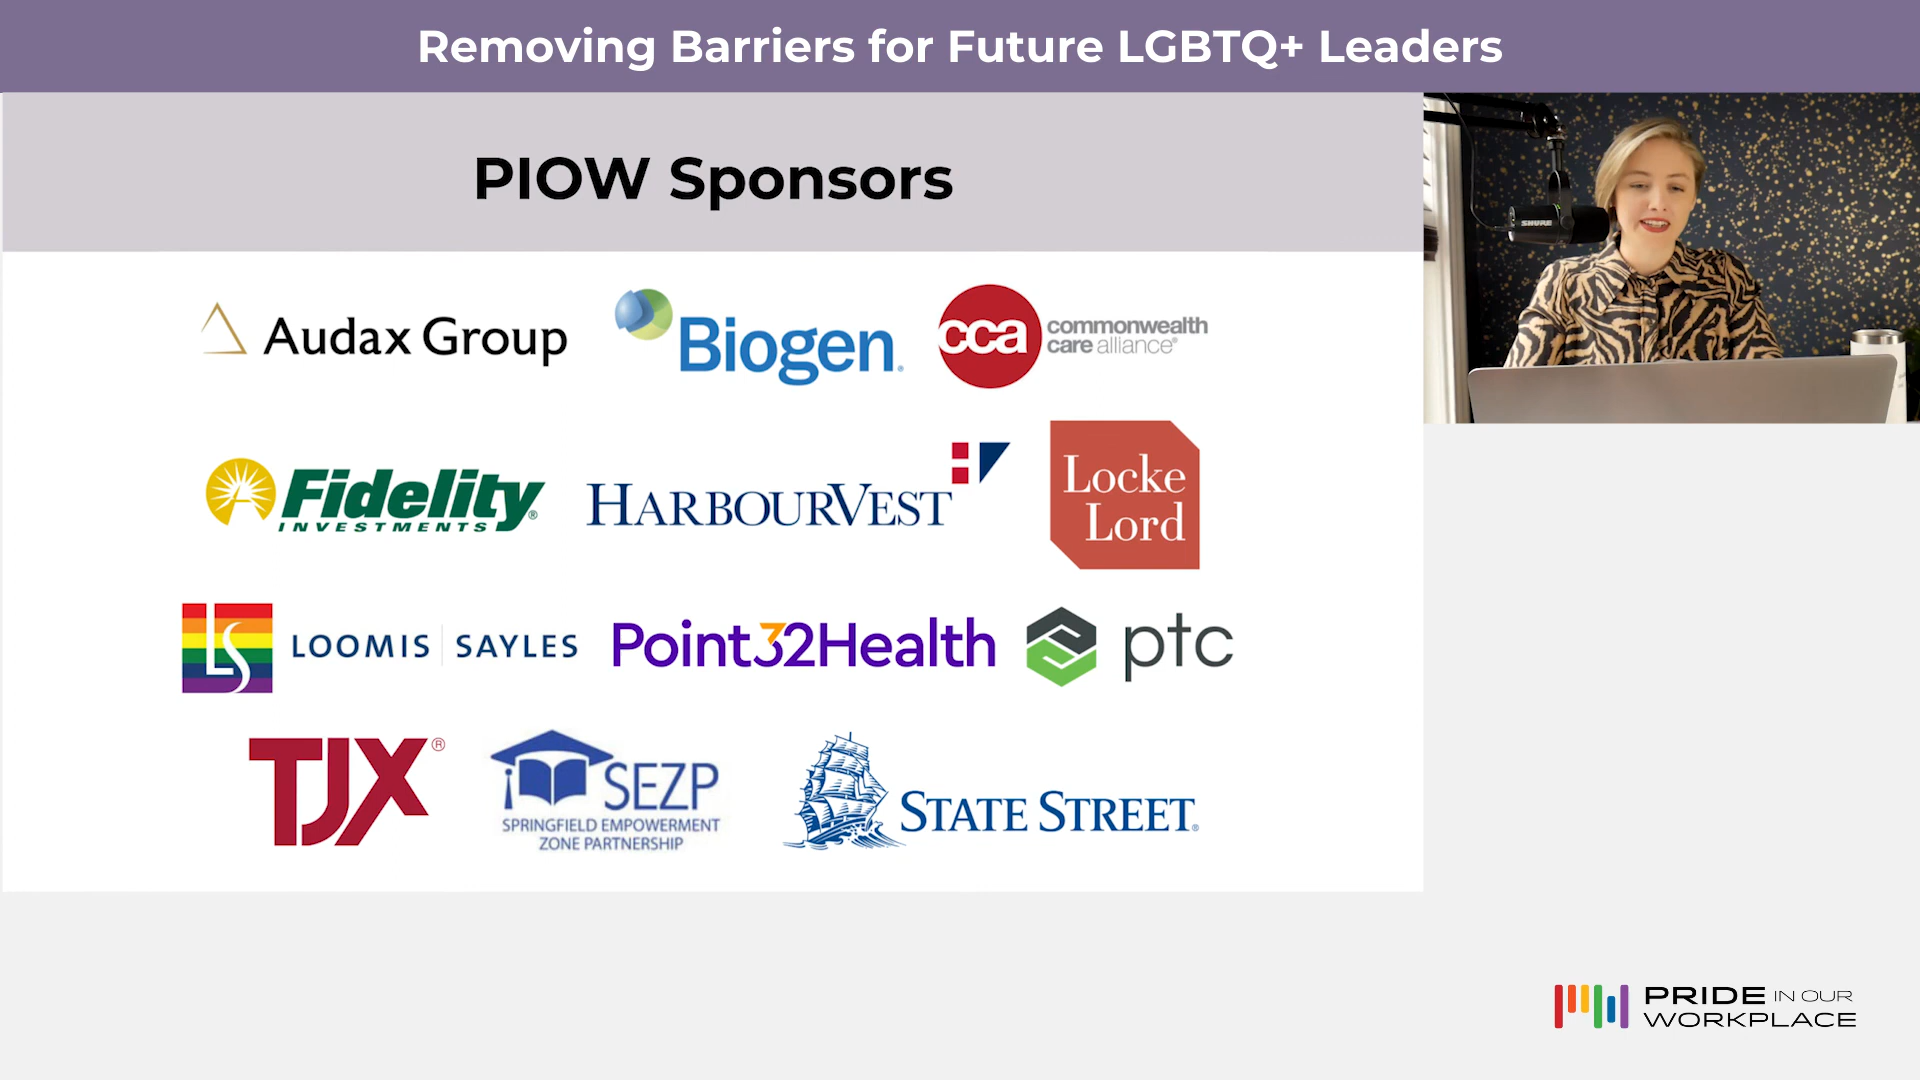 Removing Barriers for Future LGBTQ+ Leaders
PIOW Sponsors
Audax Group
Biogen®
cca commonwealth
care alliance®
SHURE
Fidelity®
INVESTMENTS
HARBOURVEST
Locke
Lord
LS LOOMIS | SAYLES
Point32Health
ptc
TJX®
SEZP
SPRINGFIELD EMPOWERMENT
ZONE PARTNERSHIP
STATE STREET®
PRIDE IN OUR
WORKPLACE